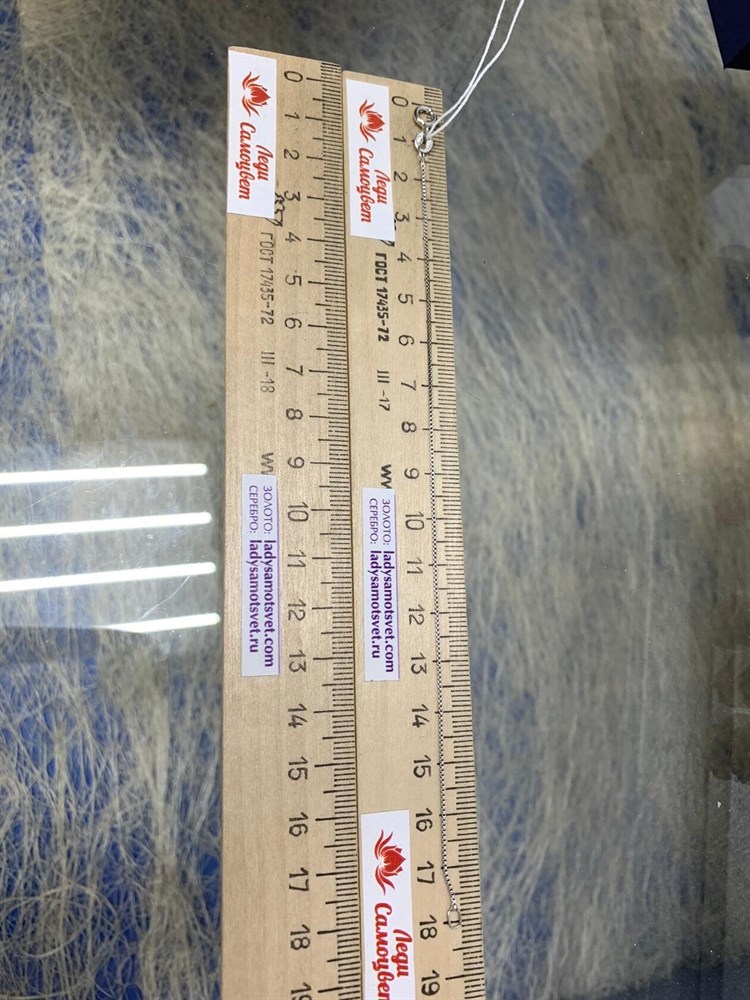 0 1 2 3 4 5 6 7 8 9 10 11 12 13 14 15 16 17 18
Леди
Самоцвет
ГОСТ 17435-72 III -18
ЗОЛОТО: ladysamotsvet.com
СЕРЕБРО: ladysamotsvet.ru
0 1 2 3 4 5 6 7 8 9 10 11 12 13 14 15 16 17 18 19
Леди
Самоцвет
ГОСТ 17435-72 III -17
ЗОЛОТО: ladysamotsvet.com
СЕРЕБРО: ladysamotsvet.ru
Леди
Самоцвет